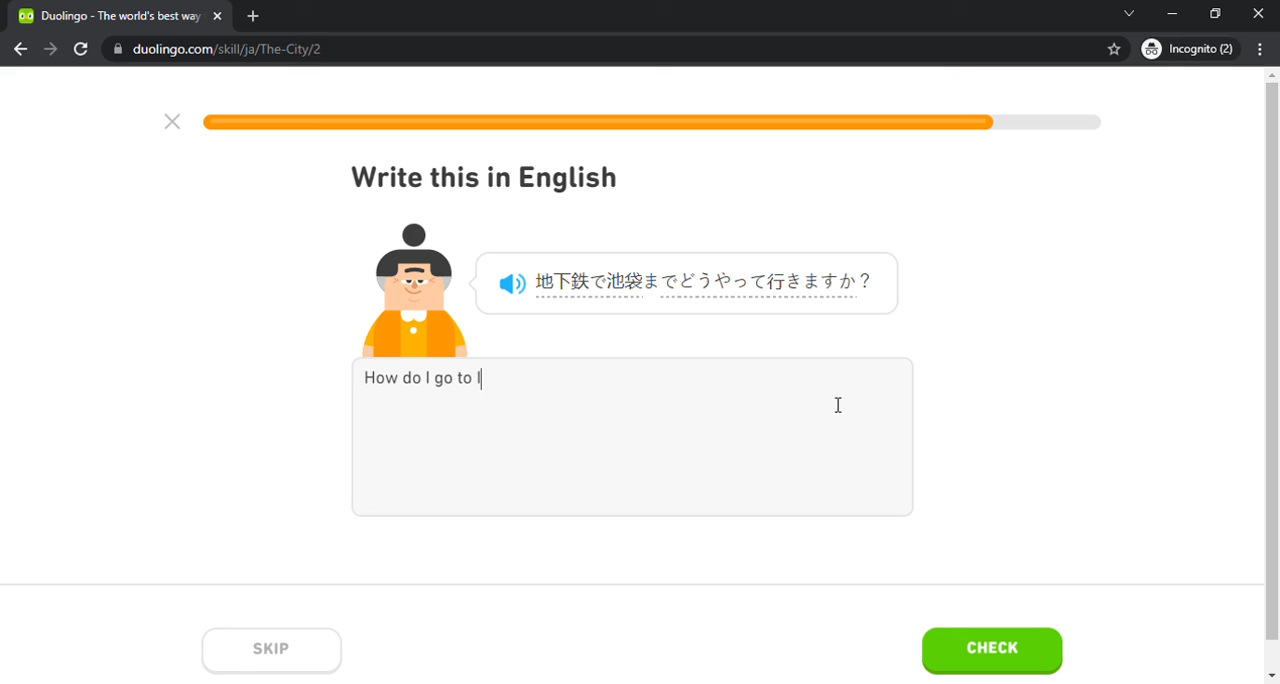 Duolingo - The world's best way
duolingo.com/skill/ja/The-City/2
Incognito (2)
Write this in English
地下鉄で池袋までどうやって行きますか？
How do I go to I
SKIP
CHECK